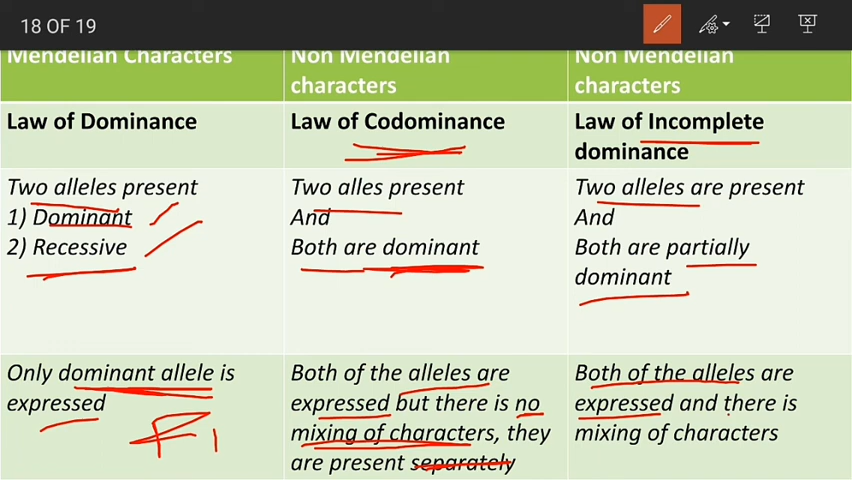 18 OF 19
Mendelian Characters
Non Mendelian
characters
Non Mendelian
characters
Law of Dominance
Law of Codominance
Law of Incomplete
dominance
Two alleles present
1) Dominant
2) Recessive
Two alles present
And
Both are dominant
Two alleles are present
And
Both are partially
dominant
Only dominant allele is
expressed
F1
Both of the alleles are
expressed but there is no
mixing of characters, they
are present separately
Both of the alleles are
expressed and there is
mixing of characters